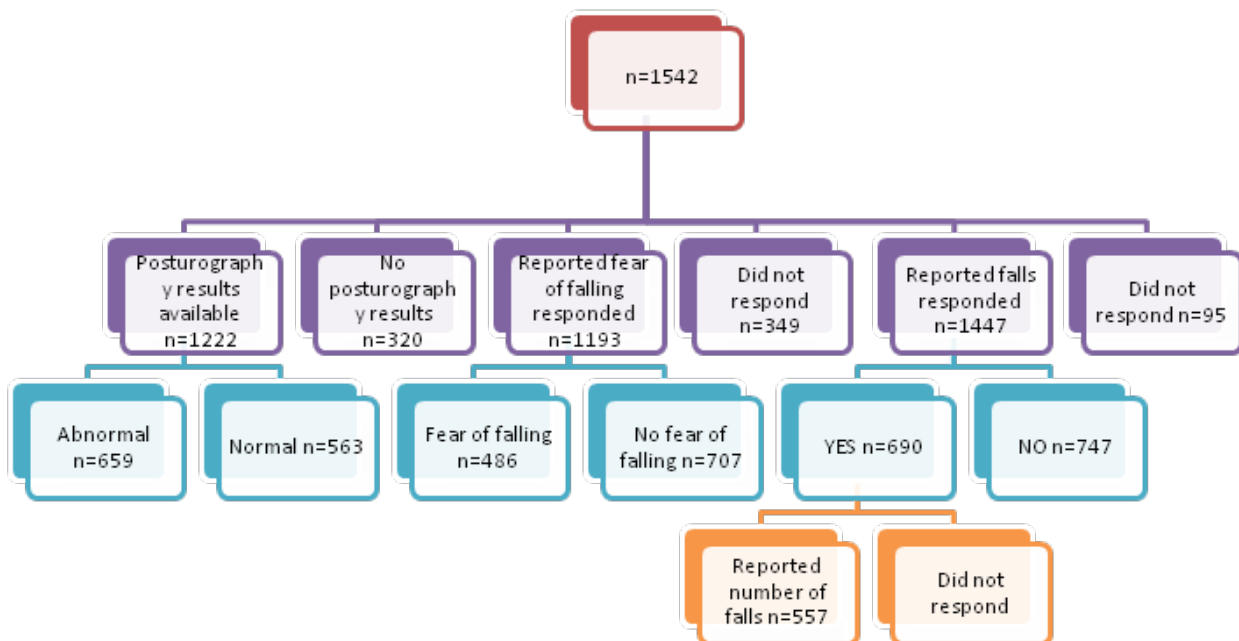 n=1542
Posturograph
y results
available
n=1222
No
posturograph
y results
n=320
Reported fear
of falling
responded
n=1193
Did not
respond
n=349
Reported falls
responded
n=1447
Did not
respond n=95
Abnormal
n=659
Normal n=563
Fear of falling
n=486
No fear of
falling n=707
YES n=690
NO n=747
Reported
number of
falls n=557
Did not
respond